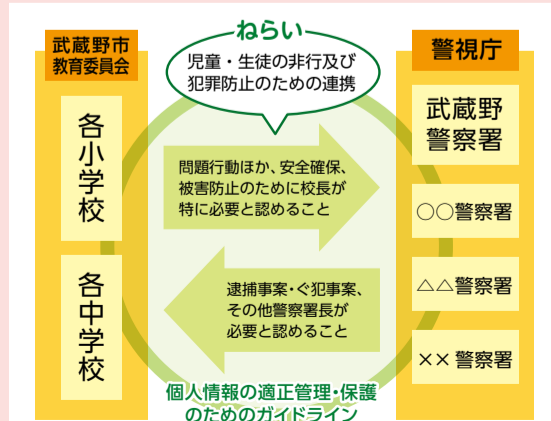 ねらい
児童・生徒の非行及び
犯罪防止のための連携
武蔵野市
教育委員会
各小学校
各中学校
問題行動ほか、安全確保、
被害防止のために校長が
特に必要と認めること
逮捕事案・ぐ犯事案、
その他警察署長が
必要と認めること
警視庁
武蔵野
警察署
○○警察署
△△警察署
××警察署
個人情報の適正管理・保護
のためのガイドライン